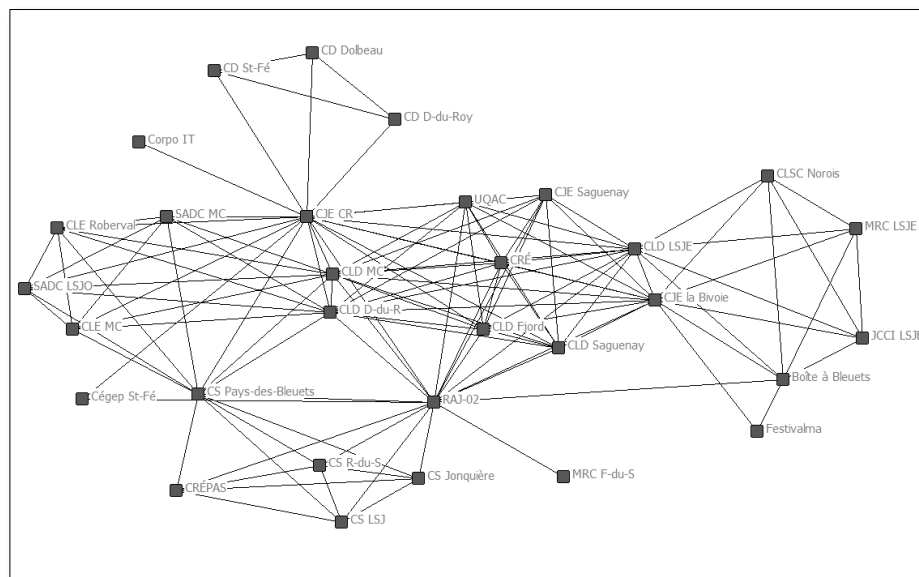 CD Dolbeau
CD St-Fé
CD D-du-Roy
Corpo IT
CLSC Norois
CJE Saguenay
UQAC
SADC MC
CJE CR
CLE Roberval
MRC LSJE
CLD LSJE
CRÉ
CLD MC
SADC LSJO
CJE la Bivoie
CLD D-du-R
CLE MC
CLD Fjord
JCCI LSJE
CLD Saguenay
Boîte à Bleuets
CS Pays-des-Bleuets
Cégep St-Fé
RAJ-02
Festivalma
CS R-du-S
CS Jonquière
MRC F-du-S
CRÉPAS
CS LSJ